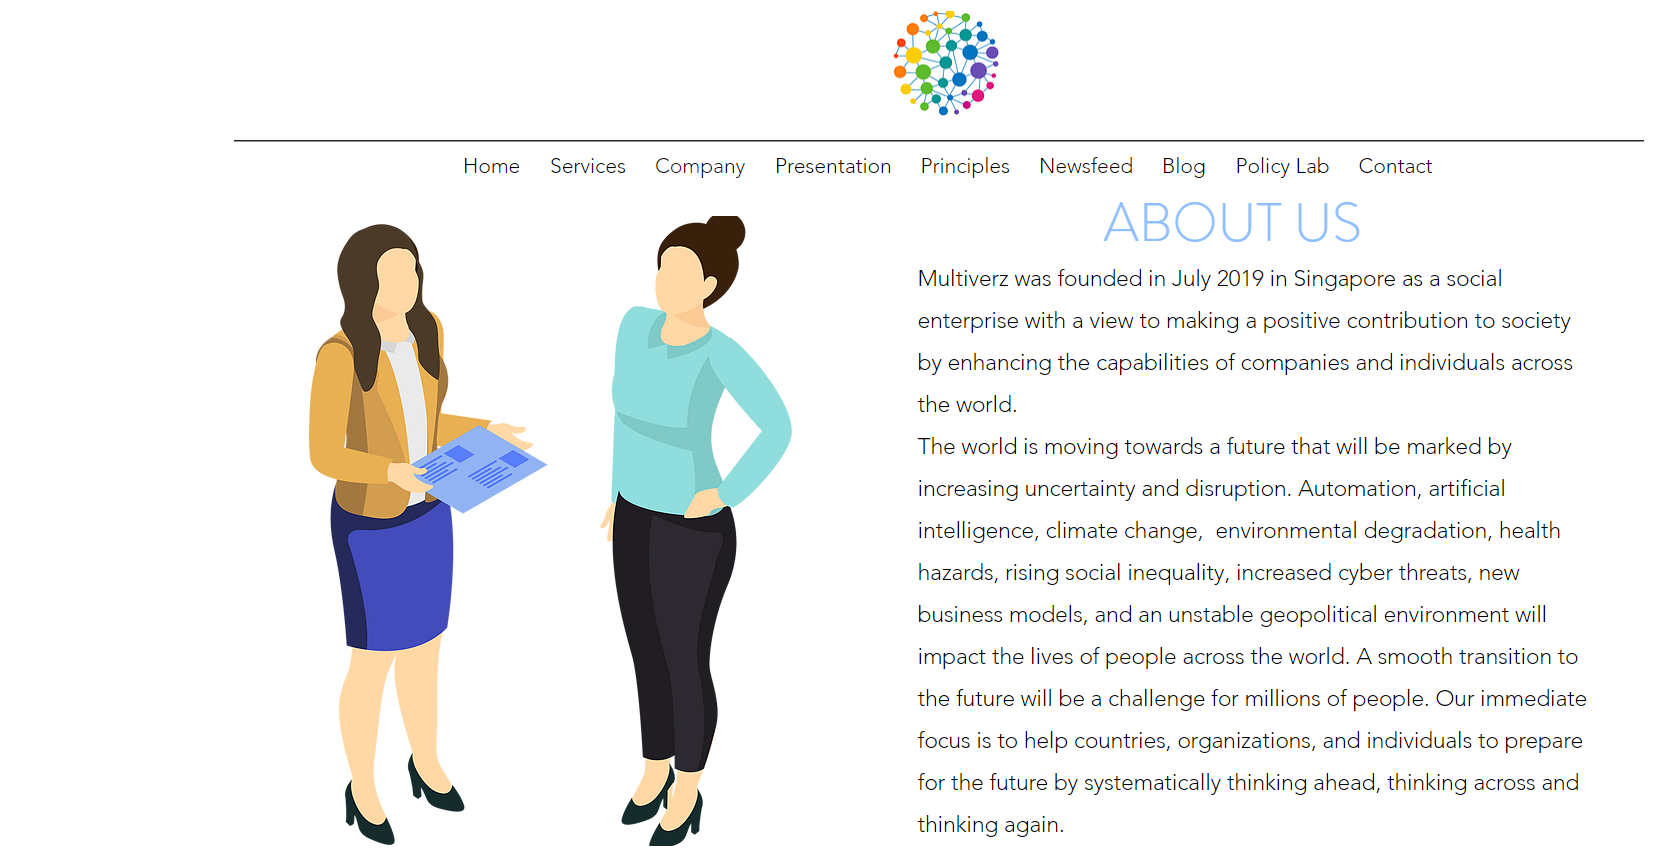 Home Services Company Presentation Principles Newsfeed Blog Policy Lab Contact
ABOUT US
Multiverz was founded in July 2019 in Singapore as a social
enterprise with a view to making a positive contribution to society
by enhancing the capabilities of companies and individuals across
the world.
The world is moving towards a future that will be marked by
increasing uncertainty and disruption. Automation, artificial
intelligence, climate change,  environmental degradation, health
hazards, rising social inequality, increased cyber threats, new
business models, and an unstable geopolitical environment will
impact the lives of people across the world. A smooth transition to
the future will be a challenge for millions of people. Our immediate
focus is to help countries, organizations, and individuals to prepare
for the future by systematically thinking ahead, thinking across and
thinking again.